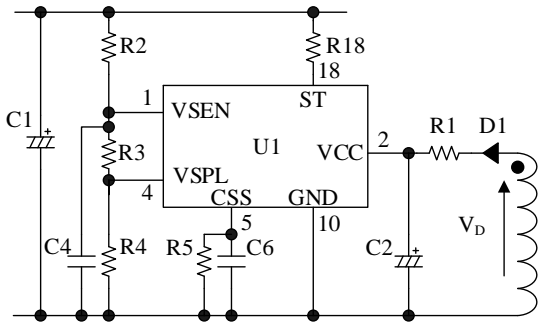 R2
R18
18
C1
1
VSEN
ST
U1
R3
VCC
2
R1
D1
4
VSPL
CSS
GND
5
10
V_D
C4
R4
R5
C6
C2
+
+